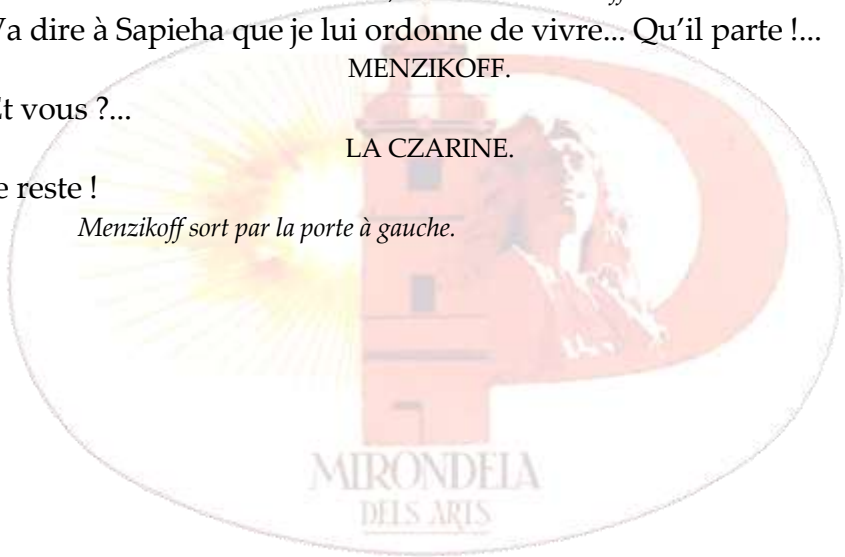 Va dire à Sapieha que je lui ordonne de vivre... Qu’il parte !...
MENZIKOFF.
Et vous ?...
LA CZARINE.
e reste !
Menzikoff sort par la porte à gauche.
MIRONDELA
DELS ARTS